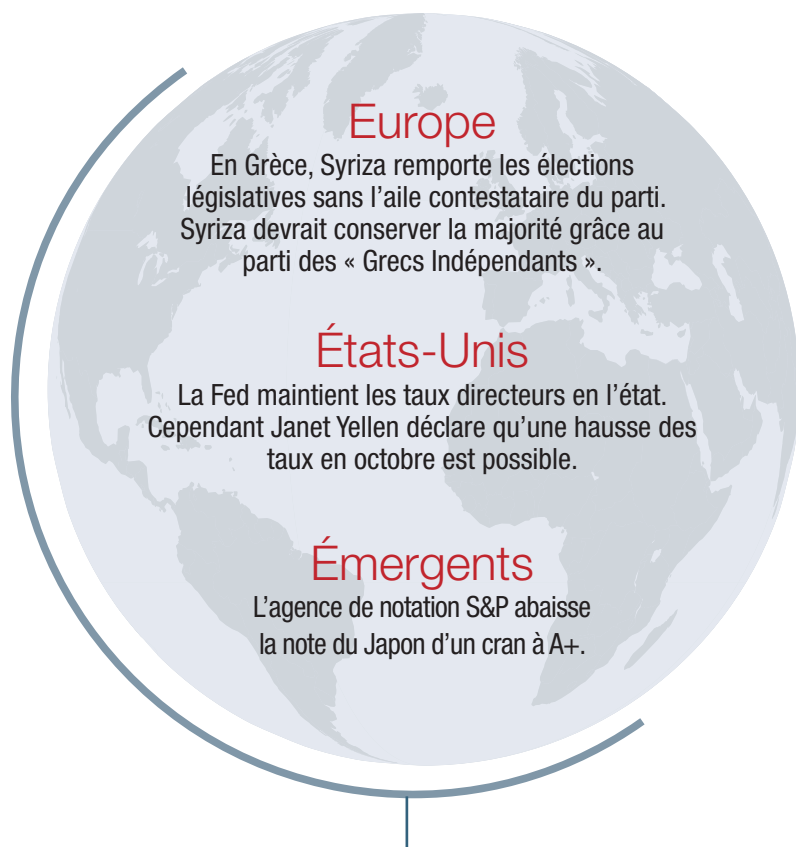 Europe
En Grèce, Syriza remporte les élections
législatives sans l’aile contestataire du parti.
Syriza devrait conserver la majorité grâce au
parti des « Grecs Indépendants ».
États-Unis
La Fed maintient les taux directeurs en l’état.
Cependant Janet Yellen déclare qu’une hausse des
taux en octobre est possible.
Émergents
L’agence de notation S&P abaisse
la note du Japon d’un cran à A+.